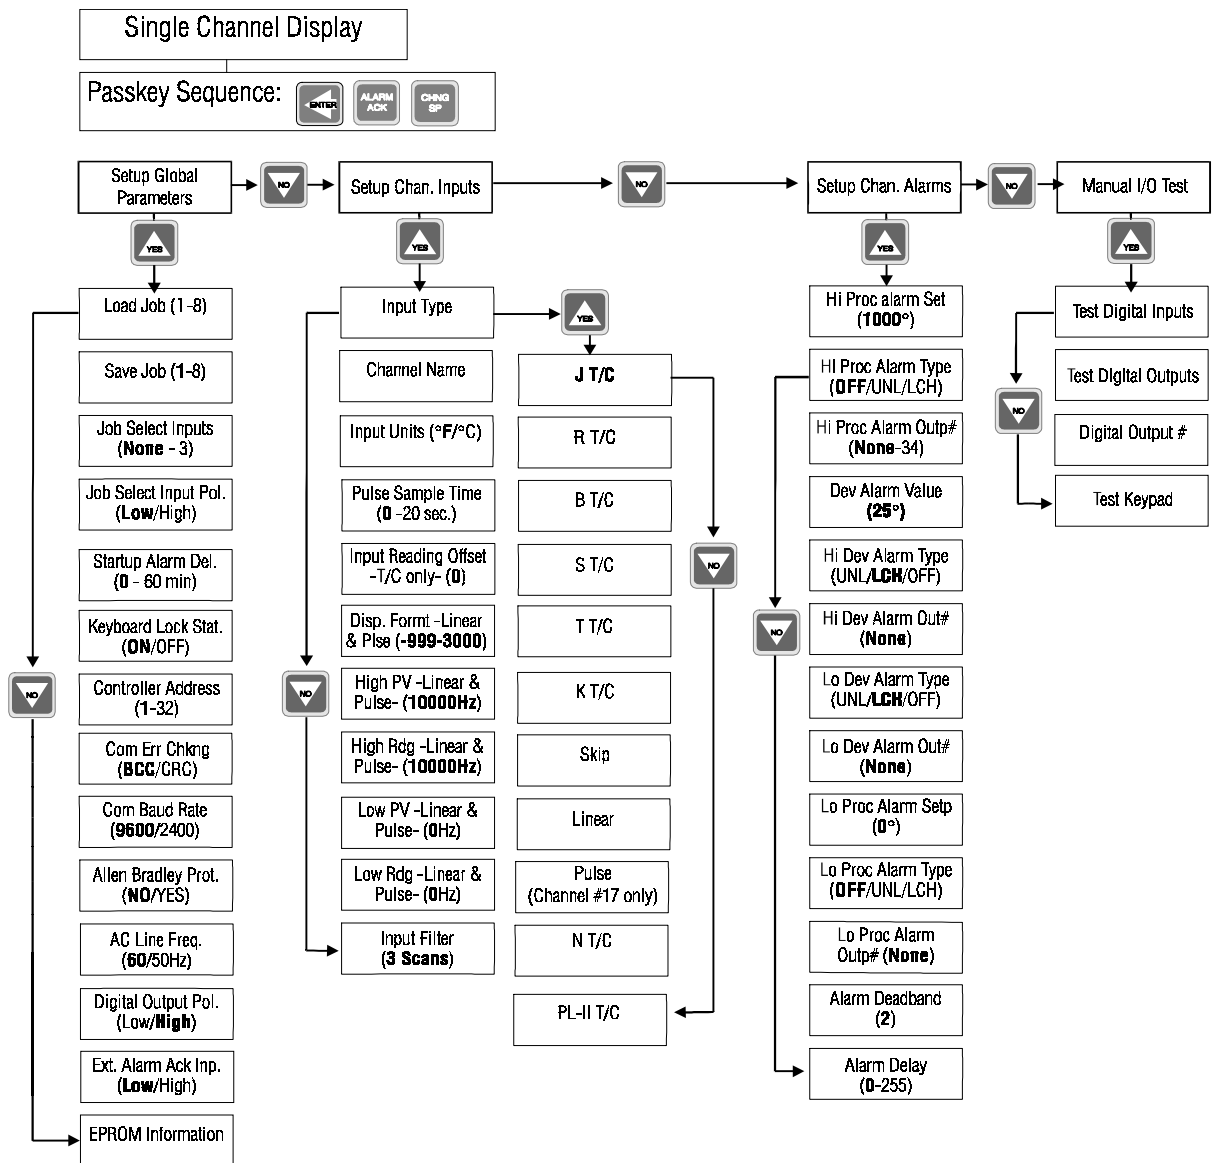 Single Channel Display
Passkey Sequence:
ENTER
ALARM
ACK
CHNG
SP
Setup Global
Parameters
NO
Setup Chan. Inputs
NO
Setup Chan. Alarms
NO
Manual I/O Test
YES
YES
YES
YES
Load Job (1-8)
Save Job (1-8)
Job Select Inputs
(None - 3)
Job Select Input Pol.
(Low/High)
Startup Alarm Del.
(0 - 60 min)
Keyboard Lock Stat.
(ON/OFF)
NO
Controller Address
(1-32)
Com Err Chkng
(BCC/CRC)
Com Baud Rate
(9600/2400)
Allen Bradley Prot.
(NO/YES)
AC Line Freq.
(60/50Hz)
Digital Output Pol.
(Low/High)
Ext. Alarm Ack Inp.
(Low/High)
EPROM Information
Input Type
YES
Channel Name
Input Units (°F/°C)
Pulse Sample Time
(0 -20 sec.)
Input Reading Offset
-T/C only- (0)
Disp. Formt -Linear
& Plse (-999-3000)
NO
High PV -Linear &
Pulse- (10000Hz)
High Rdg -Linear &
Pulse- (10000Hz)
Low PV -Linear &
Pulse- (0Hz)
Low Rdg -Linear &
Pulse- (0Hz)
Input Filter
(3 Scans)
J T/C
R T/C
B T/C
S T/C
NO
T T/C
K T/C
Skip
Linear
Pulse
(Channel #17 only)
N T/C
PL-II T/C
Hi Proc alarm Set
(1000°)
Hi Proc Alarm Type
(OFF/UNL/LCH)
Hi Proc Alarm Outp#
(None-34)
Dev Alarm Value
(25°)
Hi Dev Alarm Type
(UNL/LCH/OFF)
Hi Dev Alarm Out#
(None)
NO
Lo Dev Alarm Type
(UNL/LCH/OFF)
Lo Dev Alarm Out#
(None)
Lo Proc Alarm Setp
(0°)
Lo Proc Alarm Type
(OFF/UNL/LCH)
Lo Proc Alarm
Outp# (None)
Alarm Deadband
(2)
Alarm Delay
(0-255)
Test Digital Inputs
Test Digital Outputs
NO
Digital Output #
Test Keypad